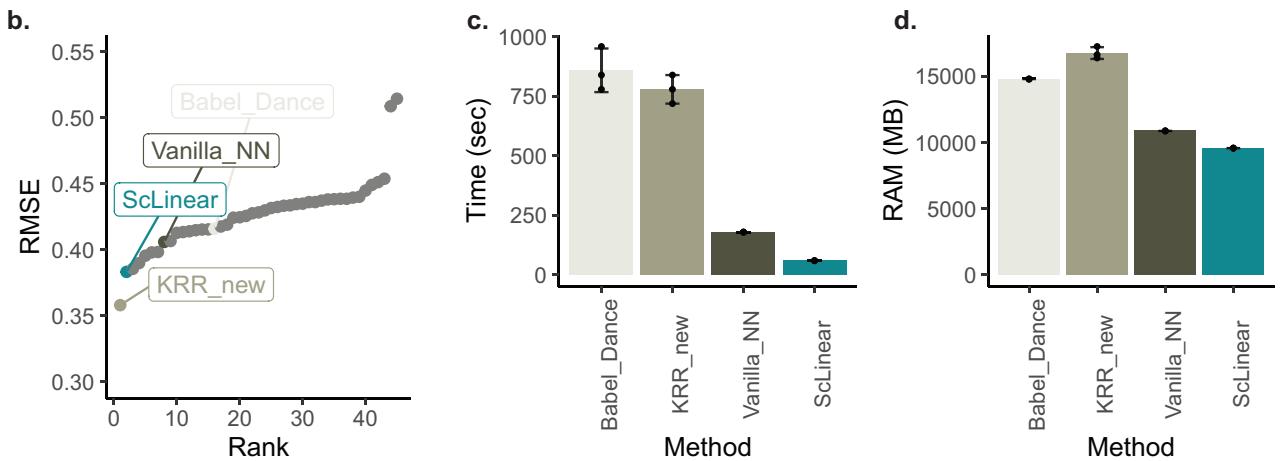 b.
RMSE
0.55
0.50
0.45
0.40
0.35
0.30
Babel_Dance
Vanilla_NN
ScLinear
KRR_new
0
10
20
30
40
Rank
c.
Time (sec)
1000
750
500
250
0
Babel_Dance
KRR_new
Vanilla_NN
ScLinear
Method
d.
RAM (MB)
15000
10000
5000
0
Babel_Dance
KRR_new
Vanilla_NN
ScLinear
Method